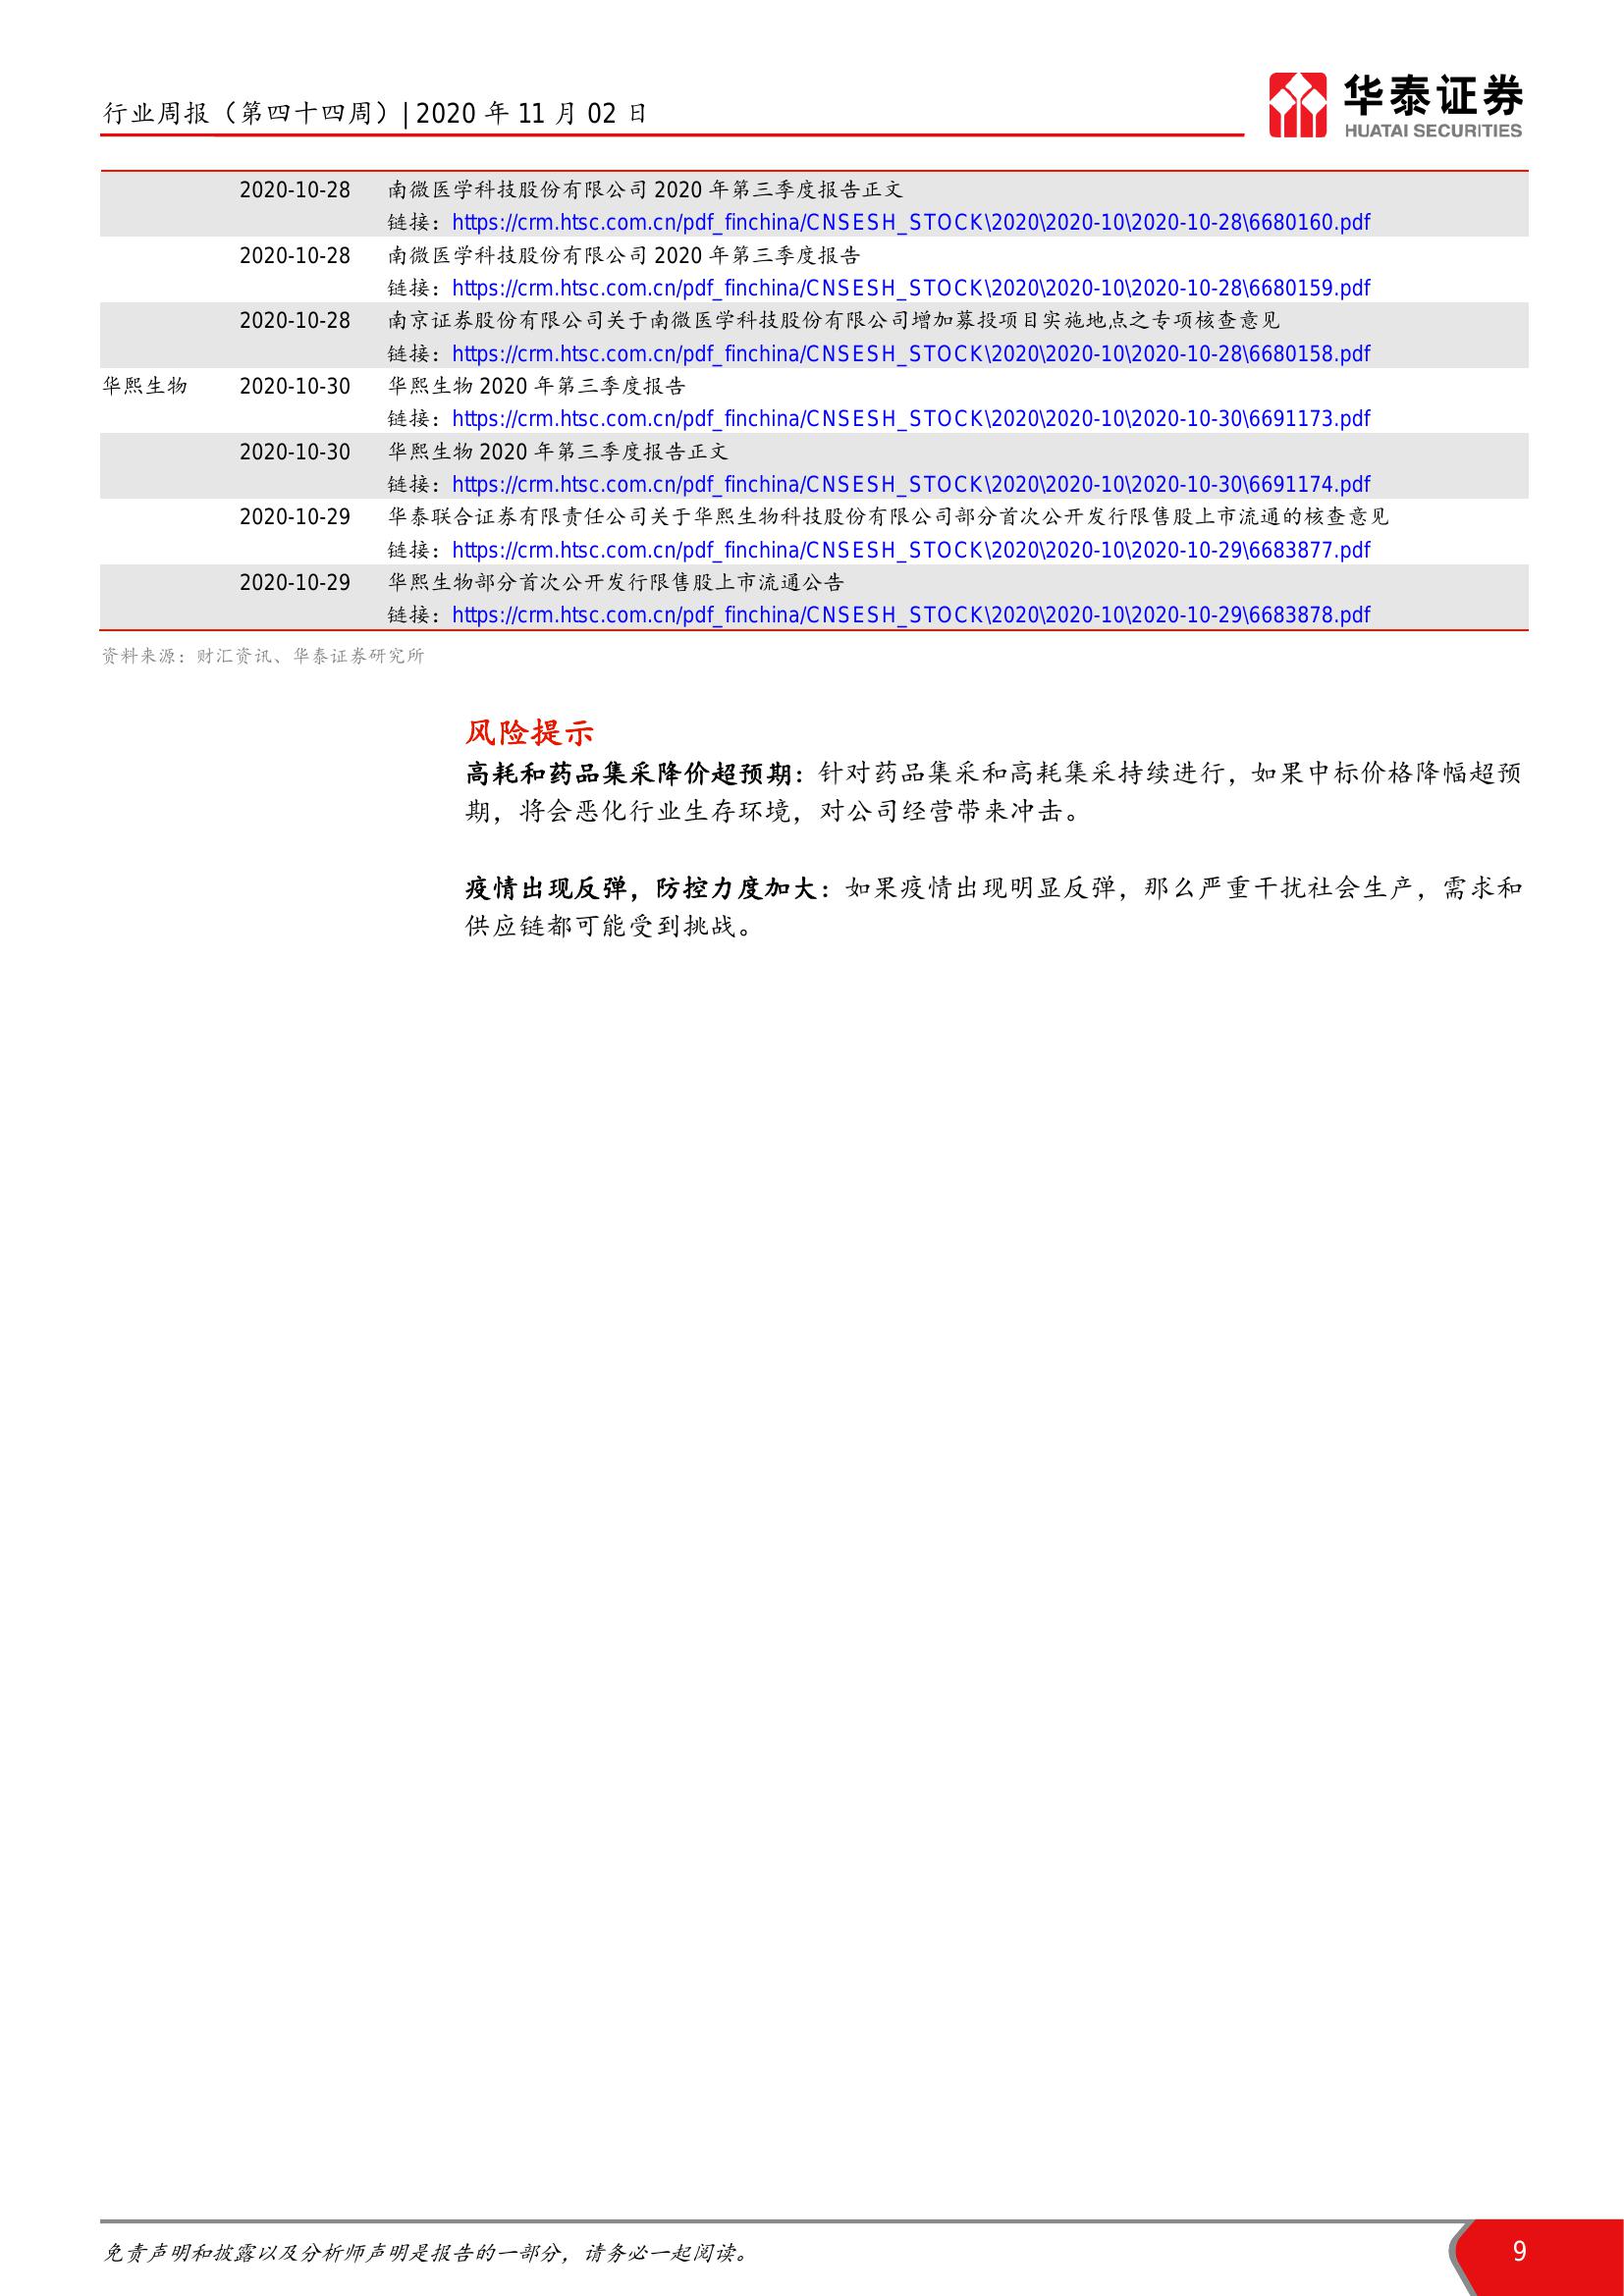 行业周报（第四十四周）| 2020 年 11 月 02 日
华泰证券
HUATAI SECURITIES
2020-10-28 南微医学科技股份有限公司 2020 年第三季度报告正文
链接：https://crm.htsc.com.cn/pdf_finchina/CNSESH_STOCK\2020\2020-10\2020-10-28\6680160.pdf
2020-10-28 南微医学科技股份有限公司 2020 年第三季度报告
链接：https://crm.htsc.com.cn/pdf_finchina/CNSESH_STOCK\2020\2020-10\2020-10-28\6680159.pdf
2020-10-28 南京证券股份有限公司关于南微医学科技股份有限公司增加募投项目实施地点之专项核查意见
链接：https://crm.htsc.com.cn/pdf_finchina/CNSESH_STOCK\2020\2020-10\2020-10-28\6680158.pdf
华熙生物 2020-10-30 华熙生物 2020 年第三季度报告
链接：https://crm.htsc.com.cn/pdf_finchina/CNSESH_STOCK\2020\2020-10\2020-10-30\6691173.pdf
2020-10-30 华熙生物 2020 年第三季度报告正文
链接：https://crm.htsc.com.cn/pdf_finchina/CNSESH_STOCK\2020\2020-10\2020-10-30\6691174.pdf
2020-10-29 华泰联合证券有限责任公司关于华熙生物科技股份有限公司部分首次公开发行限售股上市流通的核查意见
链接：https://crm.htsc.com.cn/pdf_finchina/CNSESH_STOCK\2020\2020-10\2020-10-29\6683877.pdf
2020-10-29 华熙生物部分首次公开发行限售股上市流通公告
链接：https://crm.htsc.com.cn/pdf_finchina/CNSESH_STOCK\2020\2020-10\2020-10-29\6683878.pdf
资料来源：财汇资讯、华泰证券研究所
风险提示
高耗和药品集采降价超预期：针对药品集采和高耗集采持续进行，如果中标价格降幅超预
期，将会恶化行业生存环境，对公司经营带来冲击。
疫情出现反弹，防控力度加大：如果疫情出现明显反弹，那么严重干扰社会生产，需求和
供应链都可能受到挑战。
免责声明和披露以及分析师声明是报告的一部分，请务必一起阅读。
9